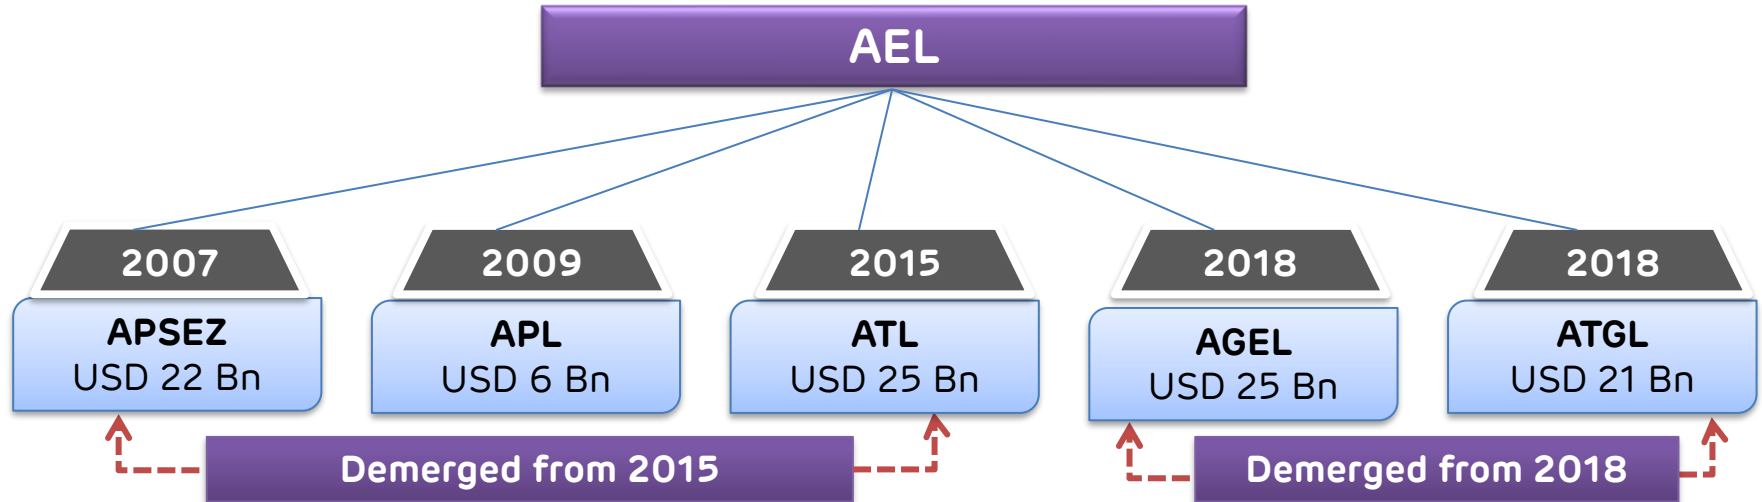 AEL
2007
2009
2015
2018
2018
APSEZ
USD 22 Bn
APL
USD 6 Bn
ATL
USD 25 Bn
AGEL
USD 25 Bn
ATGL
USD 21 Bn
Demerged from 2015
Demerged from 2018